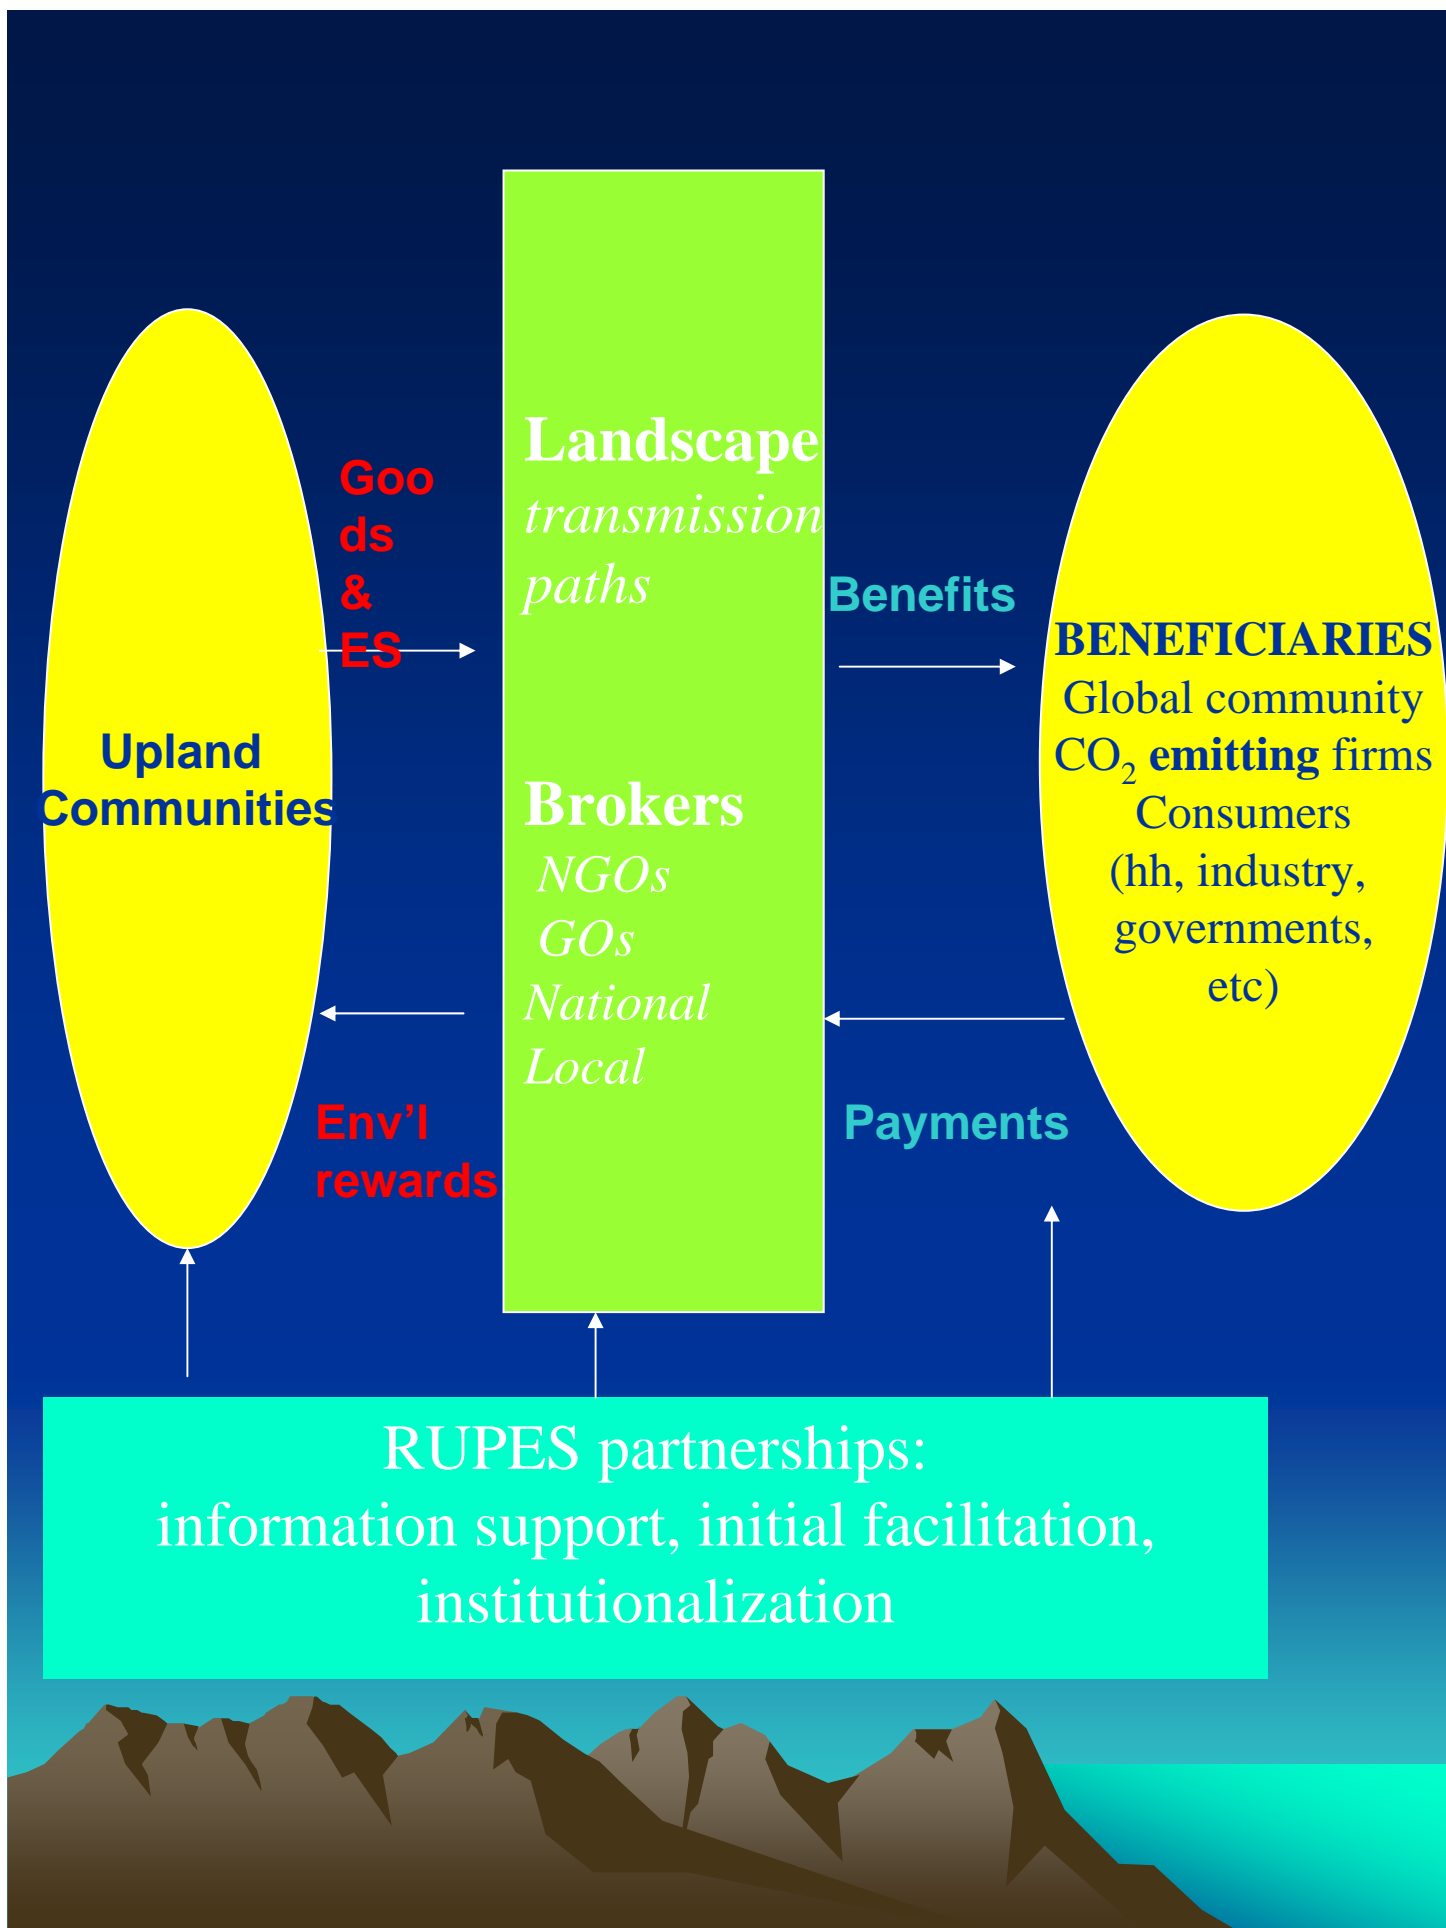 Upland
Communities
Goo
ds
&
ES
Env’l
rewards
Landscape
transmission
paths
Brokers
NGOs
GOs
National
Local
Benefits
Payments
BENEFICIARIES
Global community
CO₂ emitting firms
Consumers
(hh, industry,
governments,
etc)
RUPES partnerships:
information support, initial facilitation,
institutionalization